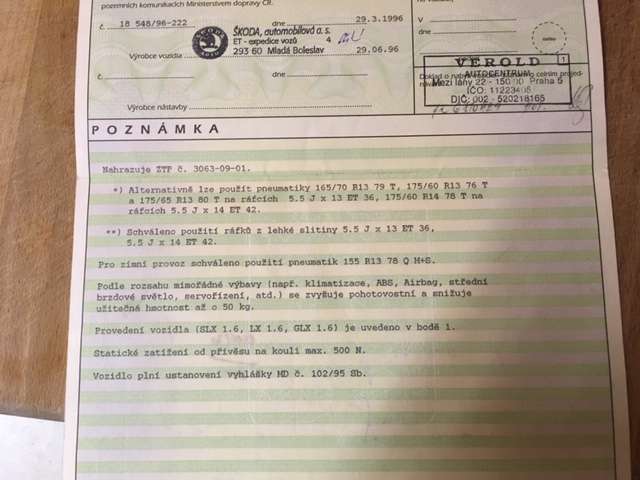 pozemních komunikacích Ministerstvem dopravy ČR.
č. 18 548/96-222 dne 29.3.1996
V
ŠKODA, automobilová a. s.
ET - expedice vozů 4
Výrobce vozidla 293 60 Mladá Boleslav 29.06.96
č. dne
Výrobce nástavby
VEROLD 1
AUTOCENTRUM
Mezi lány 22 - 150 00 Praha 5
IČO: 11223405
DIČ: 002 - 520218165
POZNÁMKA
Nahrazuje ZTP č. 3063-09-01.
*) Alternativně lze použít pneumatiky 165/70 R13 79 T, 175/60 R13 76 T
a 175/65 R13 80 T na ráfcích 5.5 J x 13 ET 36, 175/60 R14 78 T na
ráfcích 5.5 J x 14 ET 42.
**) Schváleno použití ráfků z lehké slitiny 5.5 J x 13 ET 36,
5.5 J x 14 ET 42.
Pro zimní provoz schváleno použití pneumatik 155 R13 78 Q M+S.
Podle rozsahu mimořádné výbavy (např. klimatizace, ABS, Airbag, střední
brzdové světlo, servořízení, atd.) se zvyšuje pohotovostní a snižuje
užitečná hmotnost až o 50 kg.
Provedení vozidla (SLX 1.6, LX 1.6, GLX 1.6) je uvedeno v bodě 1.
Statické zatížení od přívěsu na kouli max. 500 N.
Vozidlo plní ustanovení vyhlášky MD č. 102/95 Sb.